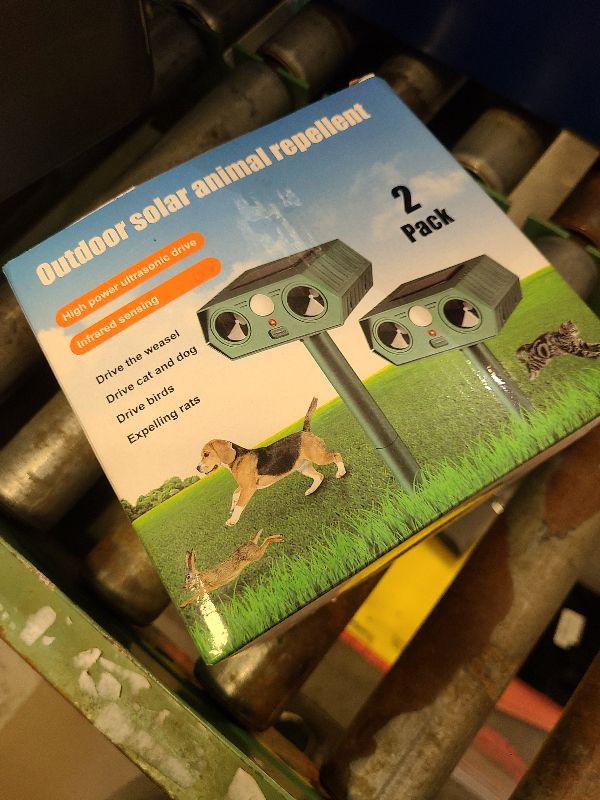 Outdoor solar animal repellent
High power ultrasonic drive
Infrared sensing
Drive the weasel
Drive cat and dog
Drive birds
Expelling rats
2
Pack